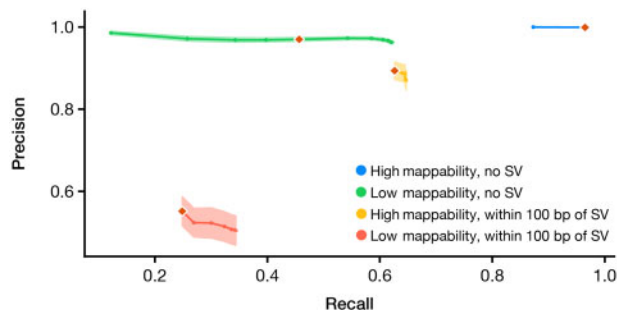 Precision
1.0
0.8
0.6
High mappability, no SV
Low mappability, no SV
High mappability, within 100 bp of SV
Low mappability, within 100 bp of SV
0.2 0.4 0.6 0.8 1.0
Recall